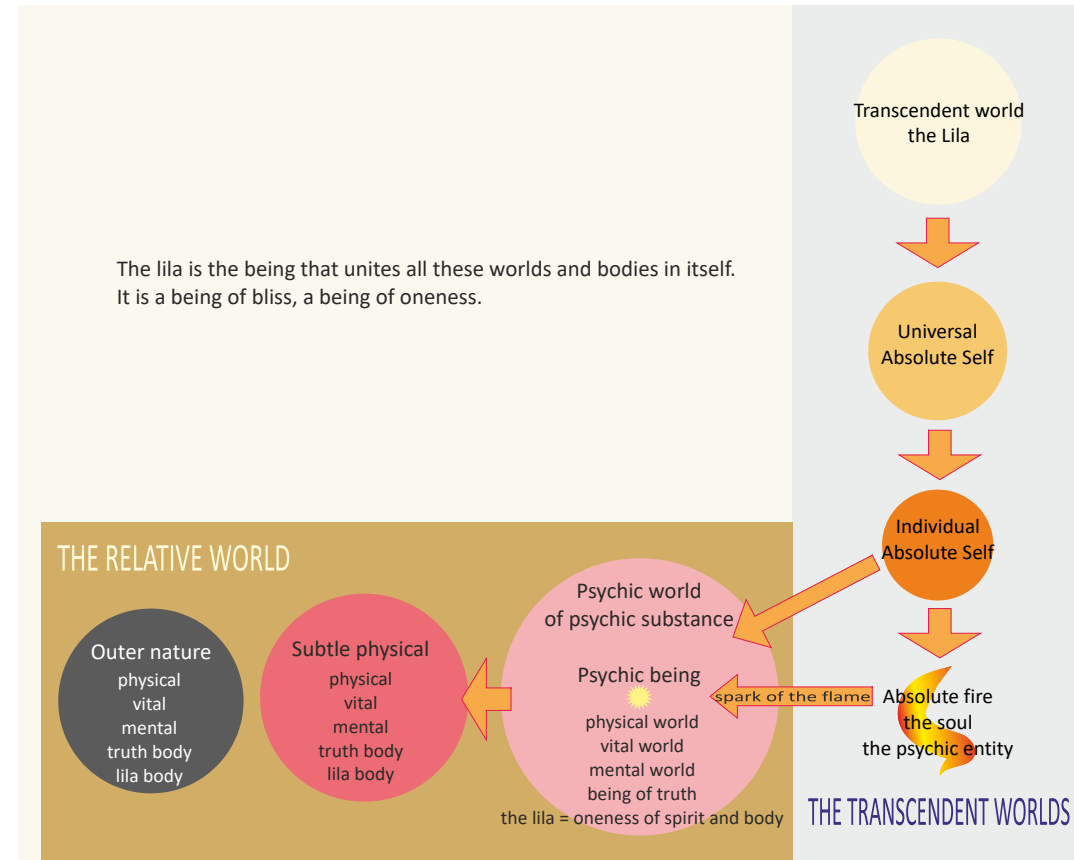 Transcendent world
the Lila
The lila is the being that unites all these worlds and bodies in itself.
It is a being of bliss, a being of oneness.
Universal
Absolute Self
Individual
Absolute Self
THE RELATIVE WORLD
Outer nature
physical
vital
mental
truth body
lila body
Subtle physical
physical
vital
mental
truth body
lila body
Psychic world
of psychic substance
Psychic being
physical world
vital world
mental world
being of truth
the lila = oneness of spirit and body
spark of the flame
Absolute fire
the soul
the psychic entity
THE TRANSCENDENT WORLDS